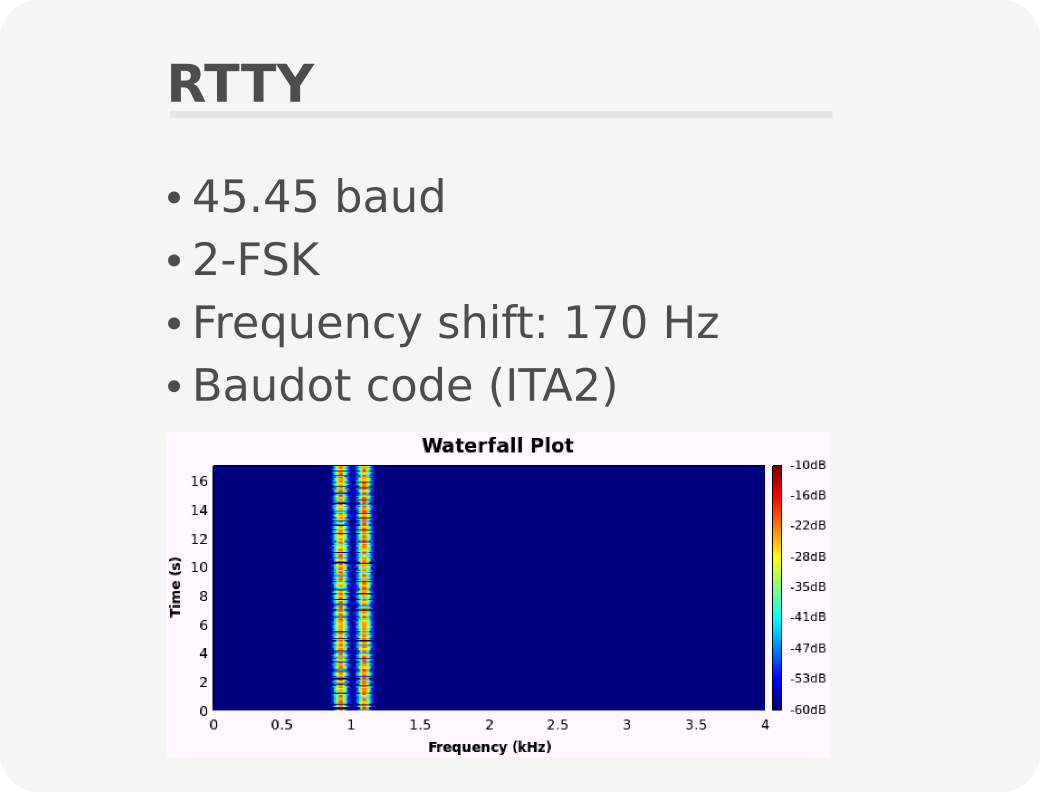 RTTY
• 45.45 baud
• 2-FSK
• Frequency shift: 170 Hz
• Baudot code (ITA2)
Waterfall Plot
Time (s)
16
14
12
10
8
6
4
2
0
0 0.5 1 1.5 2 2.5 3 3.5 4
Frequency (kHz)
-10dB
-16dB
-22dB
-28dB
-35dB
-41dB
-47dB
-53dB
-60dB